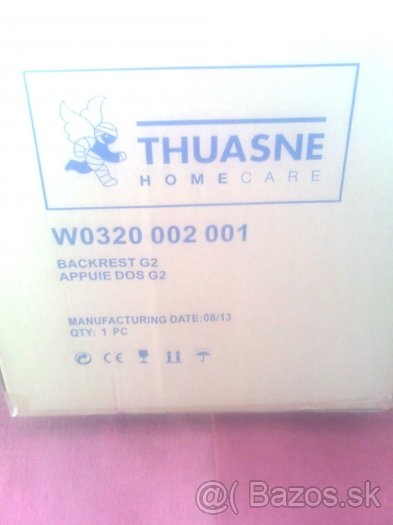 THUASNE
HOMECARE
W0320 002 001
BACKREST G2
APPUIE DOS G2
MANUFACTURING DATE:08/13
QTY: 1 PC
CE
@( Bazos.sk